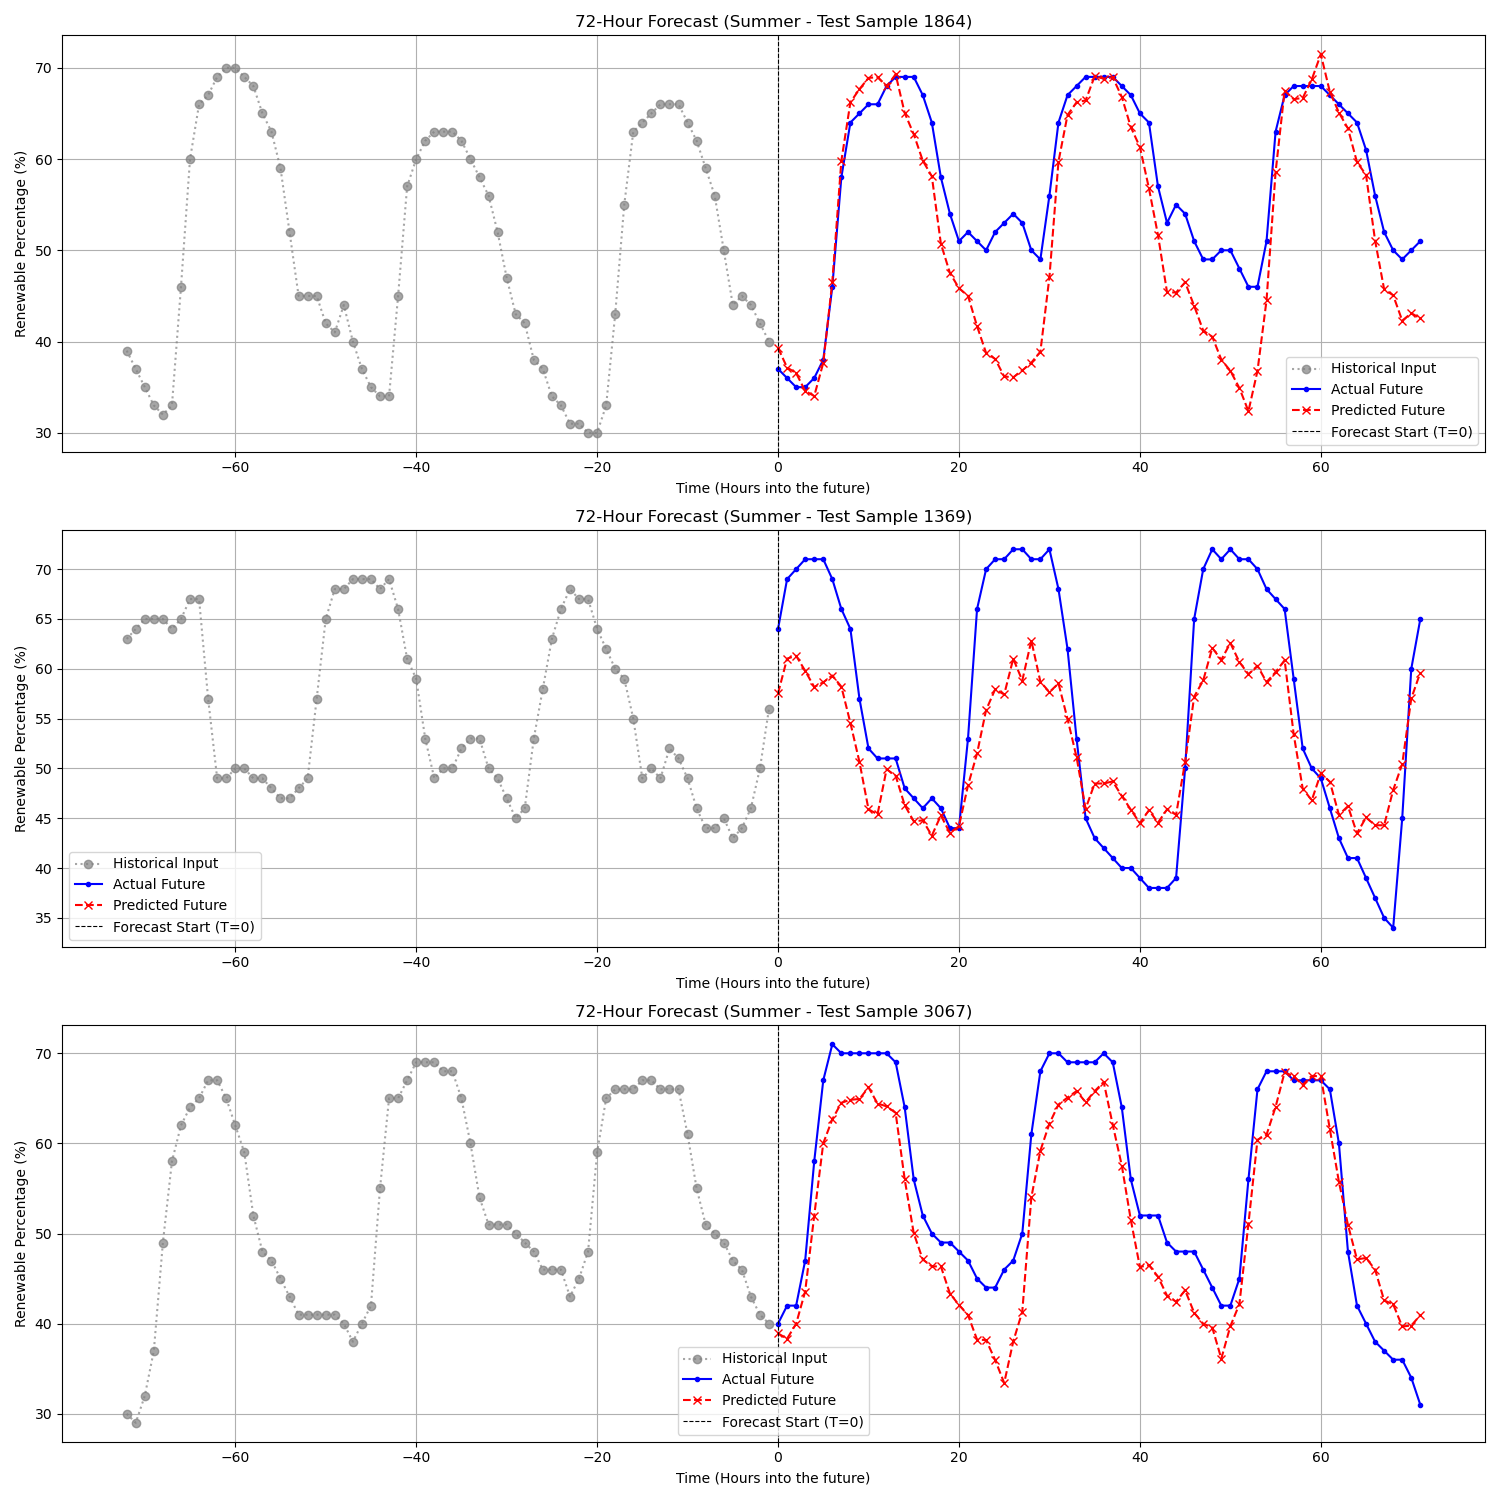 72-Hour Forecast (Summer - Test Sample 1864)
Renewable Percentage (%)
70
60
50
40
30
−60
−40
−20
0
20
40
60
Time (Hours into the future)
Historical Input
Actual Future
Predicted Future
Forecast Start (T=0)
72-Hour Forecast (Summer - Test Sample 1369)
Renewable Percentage (%)
70
65
60
55
50
45
40
35
−60
−40
−20
0
20
40
60
Time (Hours into the future)
Historical Input
Actual Future
Predicted Future
Forecast Start (T=0)
72-Hour Forecast (Summer - Test Sample 3067)
Renewable Percentage (%)
70
60
50
40
30
−60
−40
−20
0
20
40
60
Time (Hours into the future)
Historical Input
Actual Future
Predicted Future
Forecast Start (T=0)